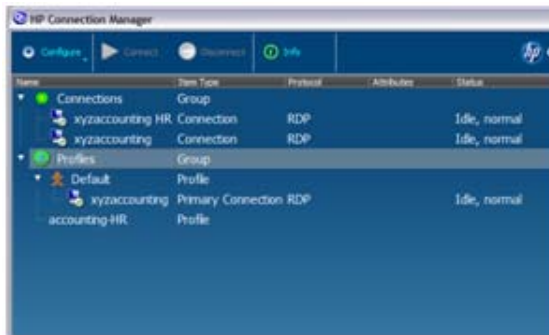 HP Connection Manager
Configure Connect Disconnect Info hp
Name Item Type Protocol Attributes Status
Connections Group
xyzaccounting HR Connection RDP Idle, normal
xyzaccounting Connection RDP Idle, normal
Profiles Group
Default Profile
xyzaccounting Primary Connection RDP Idle, normal
accounting-HR Profile